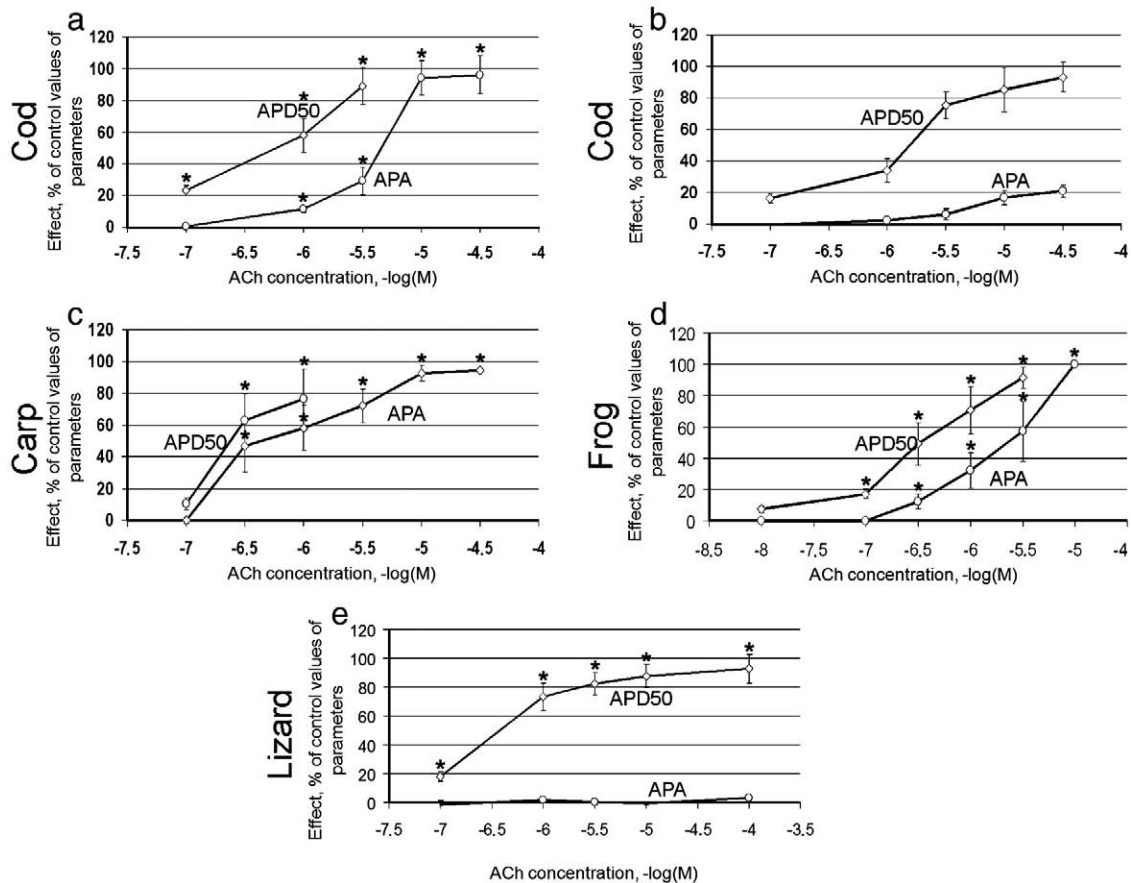 a
Cod
Effect, % of control values of
parameters
120
100
80
60
40
20
0
* * * * * * *
APD50
APA
-7.5 -7 -6.5 -6 -5.5 -5 -4.5 -4
ACh concentration, -log(M)
b
Cod
Effect, % of control values of
parameters
120
100
80
60
40
20
0
APD50
APA
-7.5 -7 -6.5 -6 -5.5 -5 -4.5 -4
ACh concentration, -log(M)
c
Carp
Effect, % of control values of
parameters
120
100
80
60
40
20
0
* * * * * * *
APD50
APA
-7.5 -7 -6.5 -6 -5.5 -5 -4.5 -4
ACh concentration, -log(M)
d
Frog
Effect, % of control values of
parameters
120
100
80
60
40
20
0
* * * * * * * *
APD50
APA
-8.5 -8 -7 -6.5 -6 -5.5 -5 -4
ACh concentration, -log(M)
e
Lizard
Effect, % of control values of
parameters
120
100
80
60
40
20
0
* * * * *
APD50
APA
-7.5 -7 -6.5 -6 -5.5 -5 -4 -3.5
ACh concentration, -log(M)